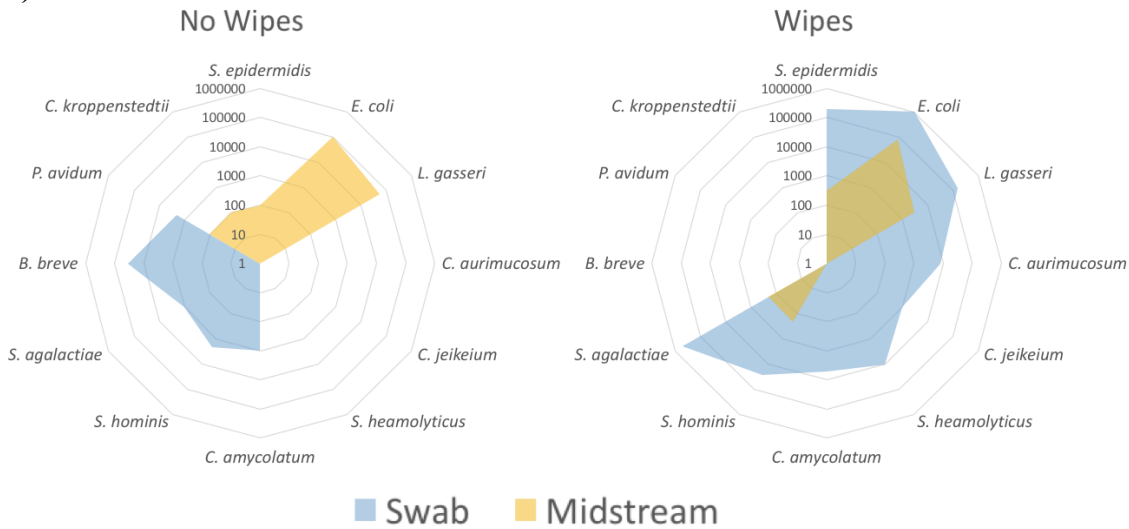 No Wipes
S. epidermidis
C. kroppenstedtii
E. coli
P. avidum
L. gasseri
B. breve
C. aurimucosum
S. agalactiae
C. jeikeium
S. hominis
S. heamolyticus
C. amycolatum
1000000
100000
10000
1000
100
10
1
Wipes
S. epidermidis
C. kroppenstedtii
E. coli
P. avidum
L. gasseri
B. breve
C. aurimucosum
S. agalactiae
C. jeikeium
S. hominis
S. heamolyticus
C. amycolatum
1000000
100000
10000
1000
100
10
1
Swab Midstream